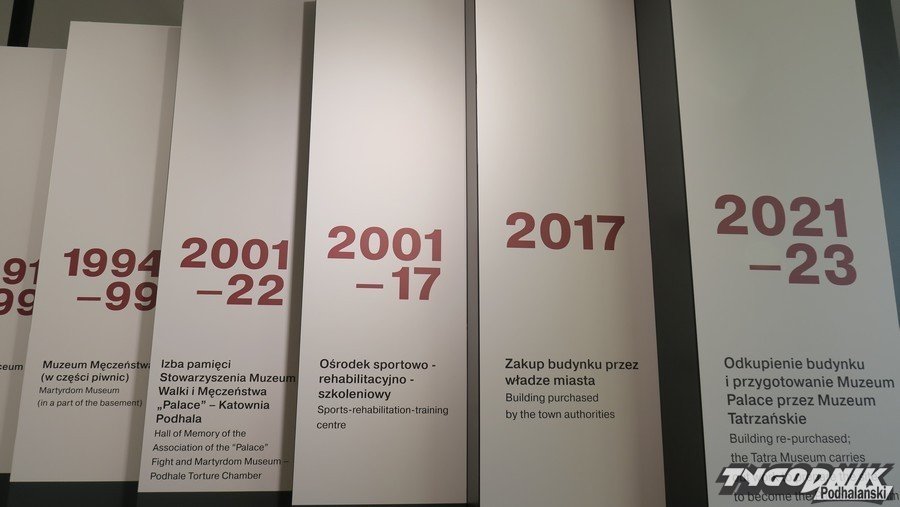 1994
–99
Muzeum Męczeństwa
(w części piwnic)
Martyrdom Museum
(in a part of the basement)
2001
–22
Izba pamięci
Stowarzyszenia Muzeum
Walki i Męczeństwa
„Palace” – Katownia
Podhala
Hall of Memory of the
Association of the “Palace”
Fight and Martyrdom Museum –
Podhale Torture Chamber
2001
–17
Ośrodek sportowo -
rehabilitacyjno -
szkoleniowy
Sports-rehabilitation-training
centre
2017
Zakup budynku przez
władze miasta
Building purchased
by the town authorities
2021
–23
Odkupienie budynku
i przygotowanie Muzeum
Palace przez Muzeum
Tatrzańskie
Building re-purchased;
the Tatra Museum carries
to become the
TYGODNIK
Podhalański